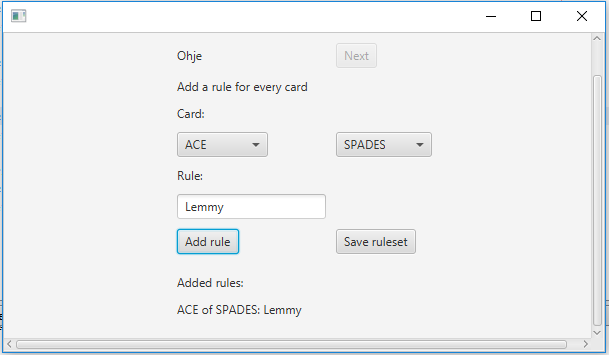 Ohje Next
Add a rule for every card
Card:
ACE SPADES
Rule:
Lemmy
Add rule Save ruleset
Added rules:
ACE of SPADES: Lemmy